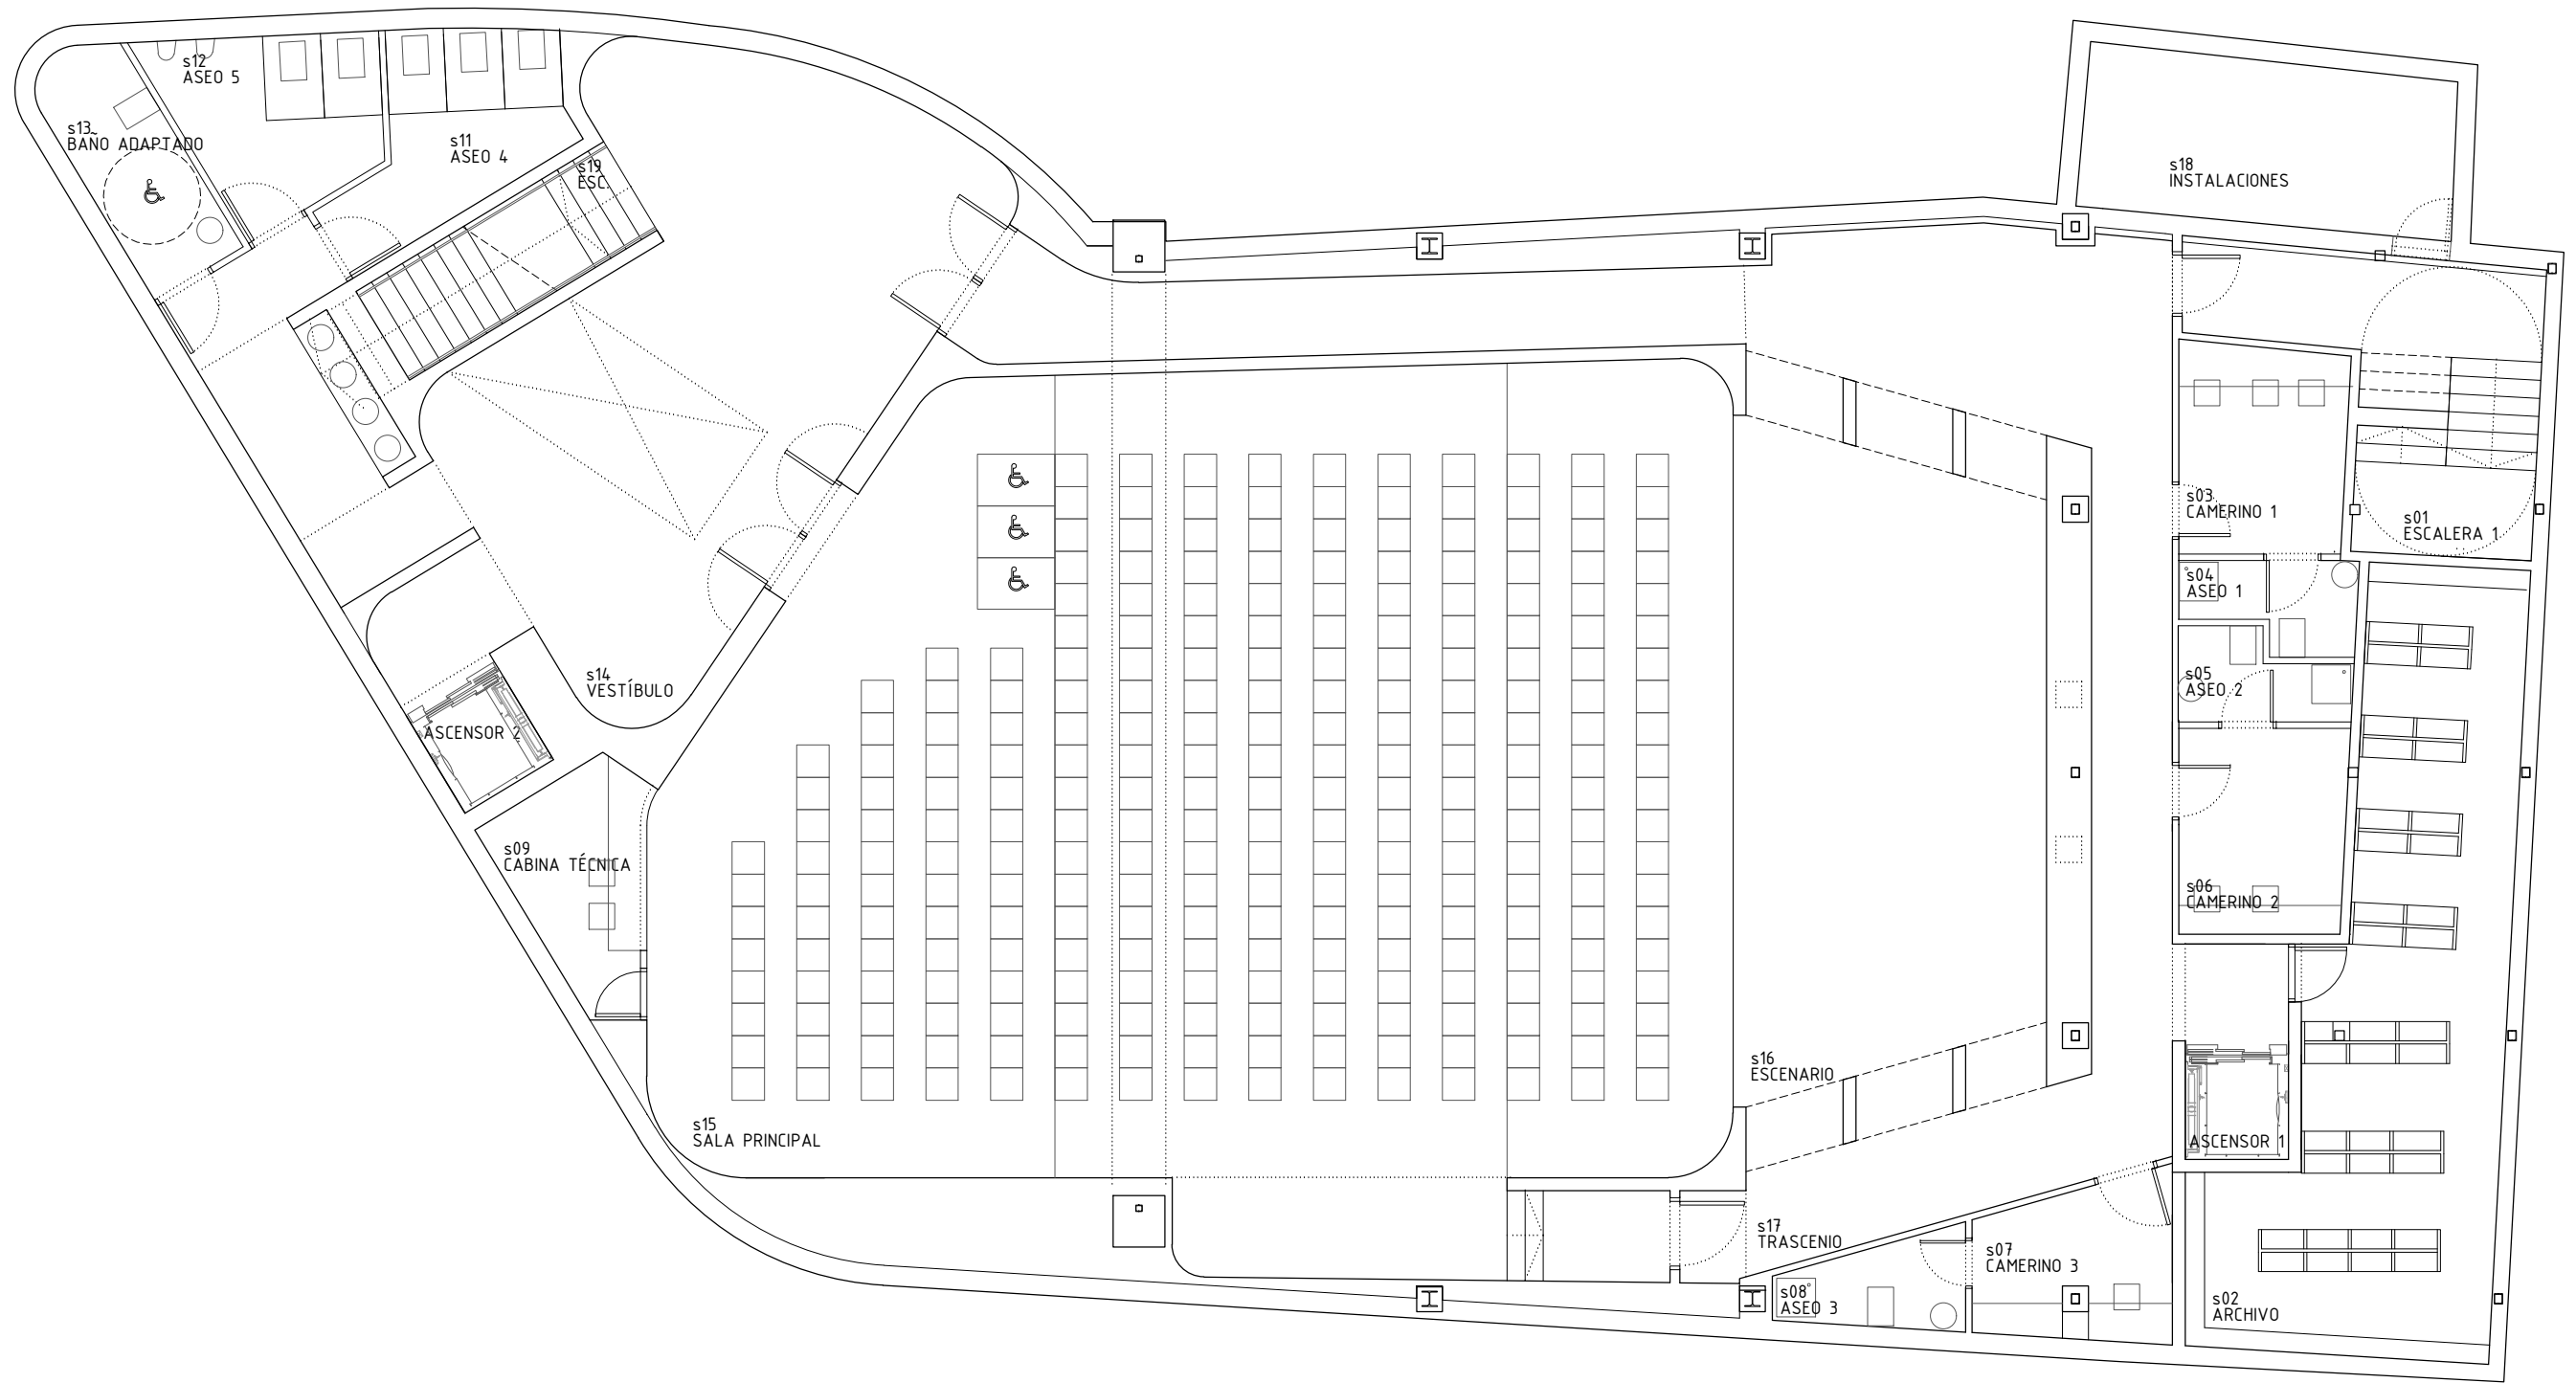 s12
ASEO 5
s13
BAÑO ADAPTADO
s11
ASEO 4
s19
ESC.
s18
INSTALACIONES
s03
CAMERINO 1
s01
ESCALERA 1
s04
ASEO 1
s05
ASEO 2
s14
VESTÍBULO
ASCENSOR 2
s09
CABINA TÉCNICA
s06
CAMERINO 2
s16
ESCENARIO
s15
SALA PRINCIPAL
ASCENSOR 1
s17
TRASCENIO
s07
CAMERINO 3
s08
ASEO 3
s02
ARCHIVO